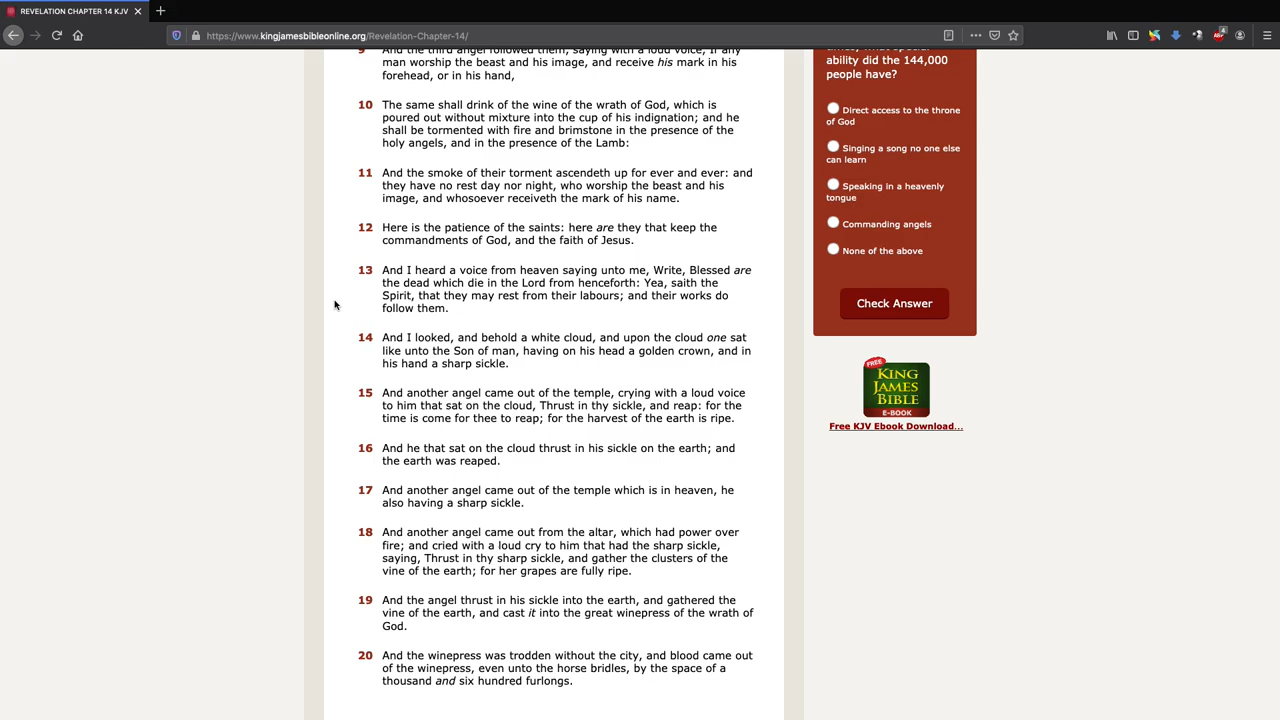 REVELATION CHAPTER 14 KJV
https://www.kingjamesbibleonline.org/Revelation-Chapter-14/
4
9 And the third angel followed them, saying with a loud voice, If any
man worship the beast and his image, and receive his mark in his
forehead, or in his hand,
10 The same shall drink of the wine of the wrath of God, which is
poured out without mixture into the cup of his indignation; and he
shall be tormented with fire and brimstone in the presence of the
holy angels, and in the presence of the Lamb:
11 And the smoke of their torment ascendeth up for ever and ever: and
they have no rest day nor night, who worship the beast and his
image, and whosoever receiveth the mark of his name.
12 Here is the patience of the saints: here are they that keep the
commandments of God, and the faith of Jesus.
13 And I heard a voice from heaven saying unto me, Write, Blessed are
the dead which die in the Lord from henceforth: Yea, saith the
Spirit, that they may rest from their labours; and their works do
follow them.
14 And I looked, and behold a white cloud, and upon the cloud one sat
like unto the Son of man, having on his head a golden crown, and in
his hand a sharp sickle.
15 And another angel came out of the temple, crying with a loud voice
to him that sat on the cloud, Thrust in thy sickle, and reap: for the
time is come for thee to reap; for the harvest of the earth is ripe.
16 And he that sat on the cloud thrust in his sickle on the earth; and
the earth was reaped.
17 And another angel came out of the temple which is in heaven, he
also having a sharp sickle.
18 And another angel came out from the altar, which had power over
fire; and cried with a loud cry to him that had the sharp sickle,
saying, Thrust in thy sharp sickle, and gather the clusters of the
vine of the earth; for her grapes are fully ripe.
19 And the angel thrust in his sickle into the earth, and gathered the
vine of the earth, and cast it into the great winepress of the wrath of
God.
20 And the winepress was trodden without the city, and blood came out
of the winepress, even unto the horse bridles, by the space of a
thousand and six hundred furlongs.
ability did the 144,000
people have?
Direct access to the throne
of God
Singing a song no one else
can learn
Speaking in a heavenly
tongue
Commanding angels
None of the above
Check Answer
FREE
KING
JAMES
BIBLE
E-BOOK
Free KJV Ebook Download...